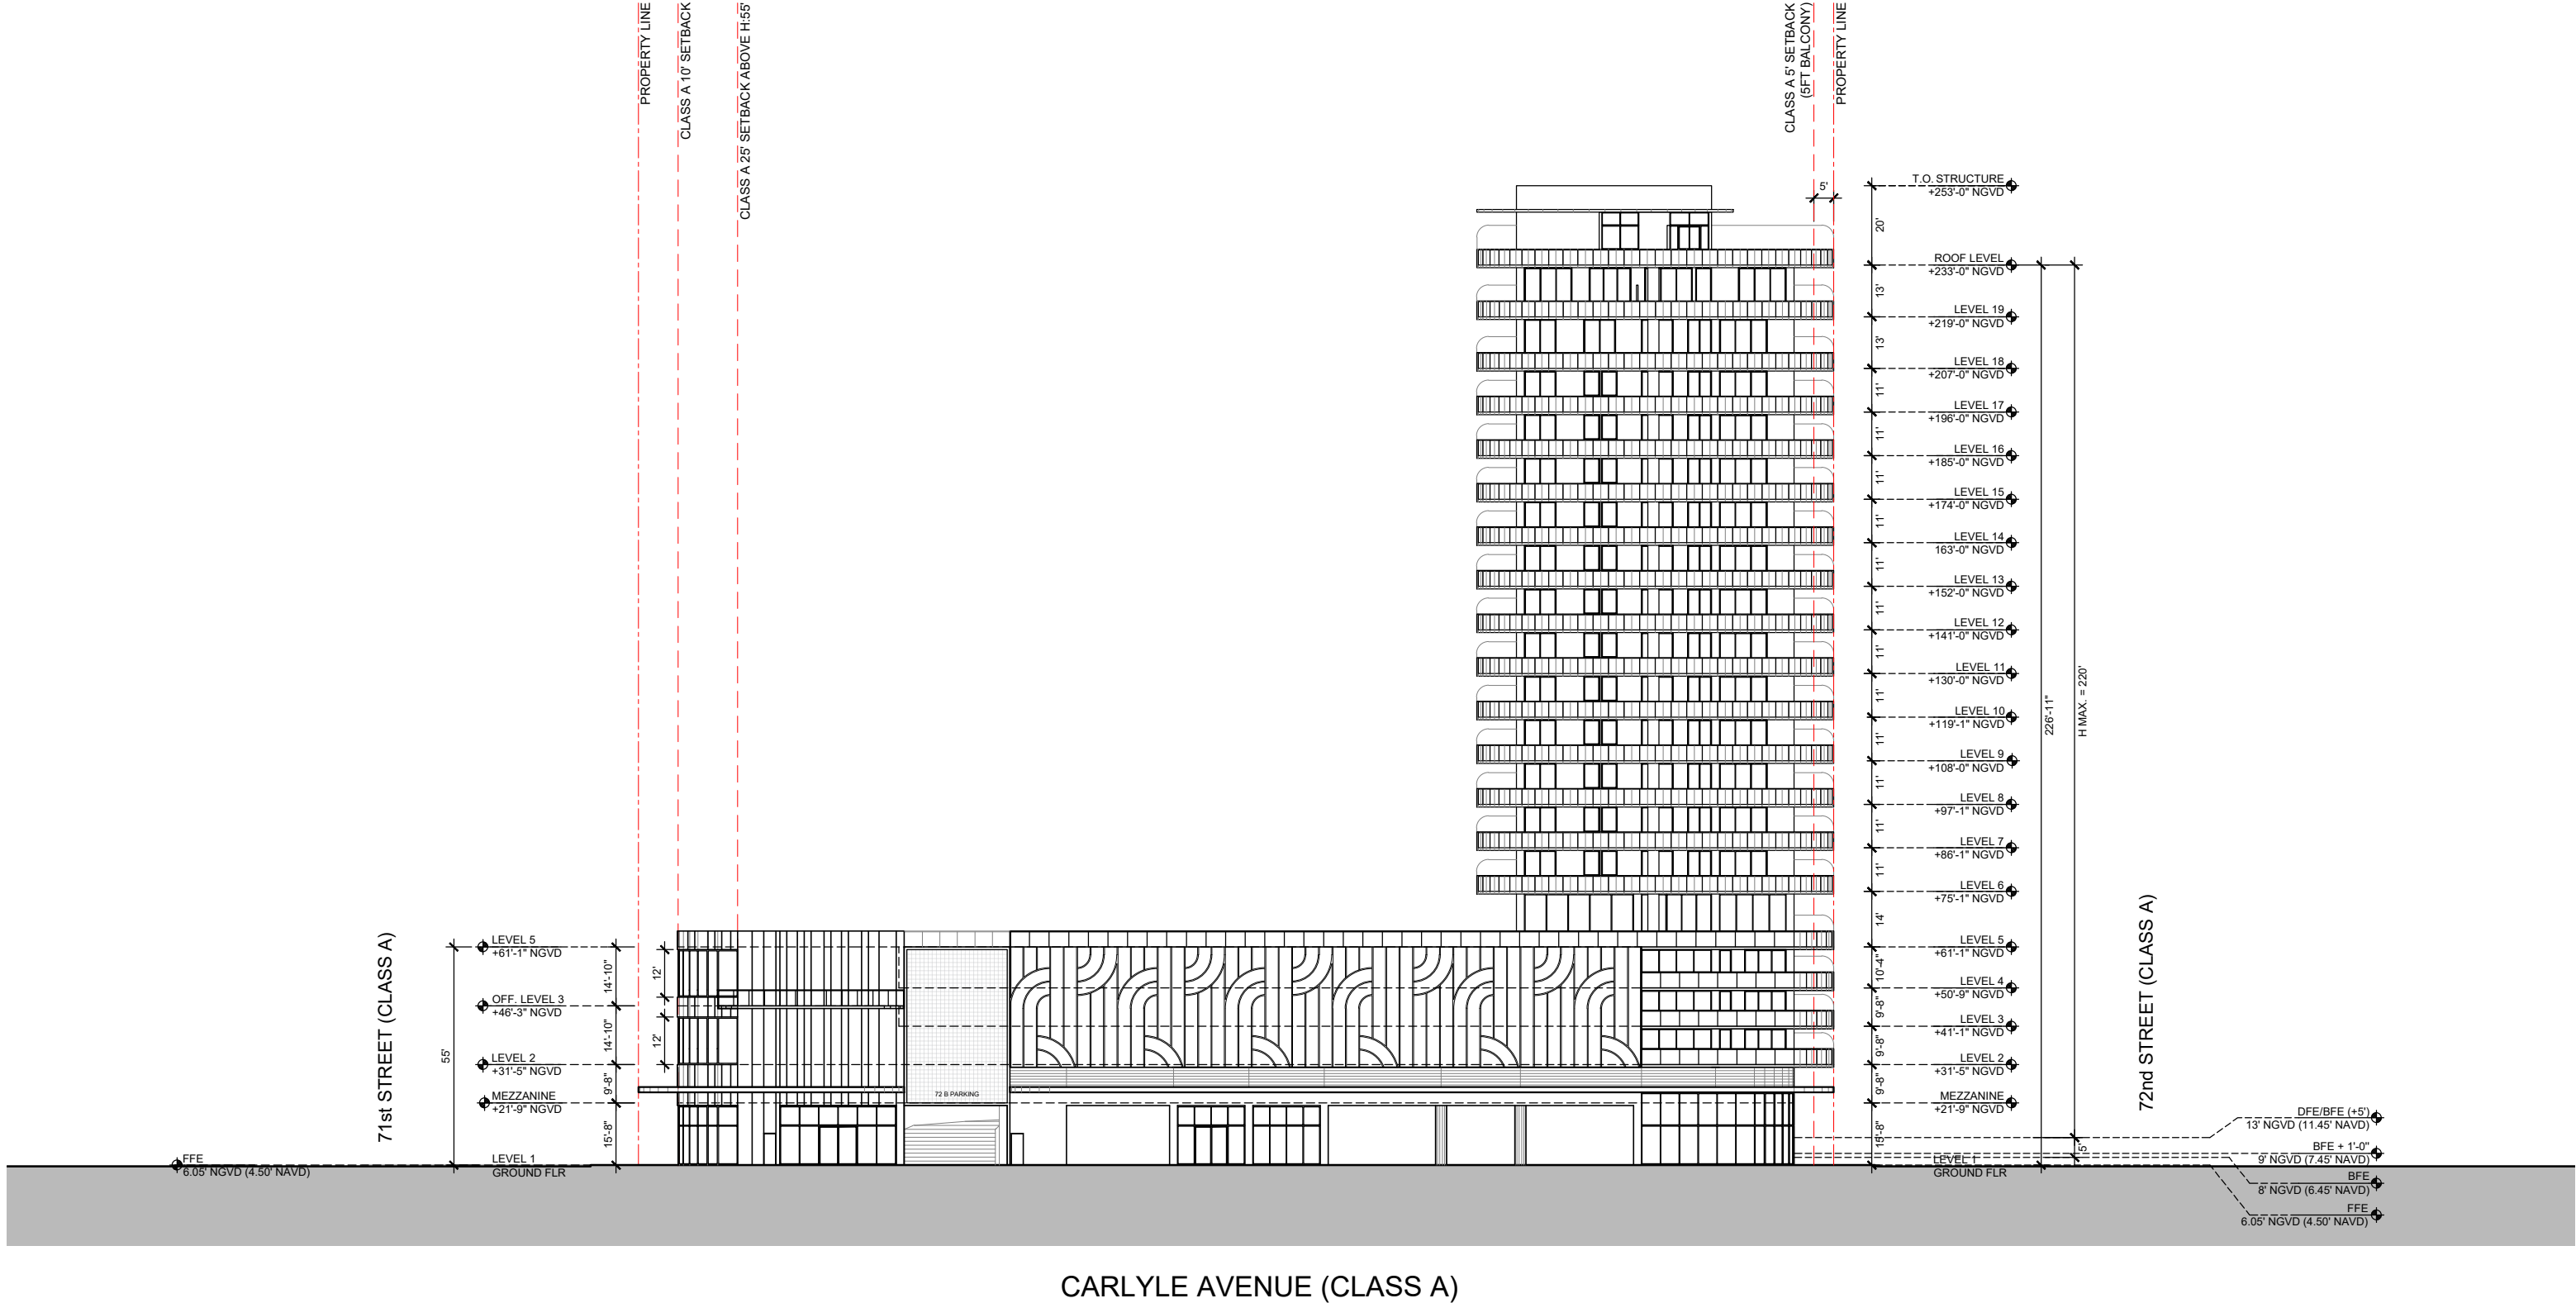 PROPERTY LINE
CLASS A 10' SETBACK
CLASS A 25' SETBACK ABOVE H:55'
CLASS A 5' SETBACK
(5FT BALCONY)
PROPERTY LINE
5'
T.O. STRUCTURE
+253'-0" NGVD
20'
ROOF LEVEL
+233'-0" NGVD
13'
LEVEL 19
+219'-0" NGVD
13'
LEVEL 18
+207'-0" NGVD
11'
LEVEL 17
+196'-0" NGVD
11'
LEVEL 16
+185'-0" NGVD
11'
LEVEL 15
+174'-0" NGVD
11'
LEVEL 14
163'-0" NGVD
11'
LEVEL 13
+152'-0" NGVD
11'
LEVEL 12
+141'-0" NGVD
11'
LEVEL 11
+130'-0" NGVD
11'
LEVEL 10
+119'-1" NGVD
11'
LEVEL 9
+108'-0" NGVD
11'
LEVEL 8
+97'-1" NGVD
11'
LEVEL 7
+86'-1" NGVD
11'
LEVEL 6
+75'-1" NGVD
14'
LEVEL 5
+61'-1" NGVD
10'-4"
LEVEL 4
+50'-9" NGVD
9'-8"
LEVEL 3
+41'-1" NGVD
9'-8"
LEVEL 2
+31'-5" NGVD
9'-8"
MEZZANINE
+21'-9" NGVD
15'-8"
LEVEL 1
GROUND FLR
226'-11"
H MAX. = 220'
5'
72nd STREET (CLASS A)
DFE/BFE (+5')
13' NGVD (11.45' NAVD)
BFE + 1'-0"
9' NGVD (7.45' NAVD)
BFE
8' NGVD (6.45' NAVD)
FFE
6.05' NGVD (4.50' NAVD)
71st STREET (CLASS A)
55'
LEVEL 5
+61'-1" NGVD
14'-10"
12'
OFF. LEVEL 3
+46'-3" NGVD
14'-10"
12'
LEVEL 2
+31'-5" NGVD
9'-8"
MEZZANINE
+21'-9" NGVD
15'-8"
LEVEL 1
GROUND FLR
FFE
6.05' NGVD (4.50' NAVD)
72 B PARKING
CARLYLE AVENUE (CLASS A)